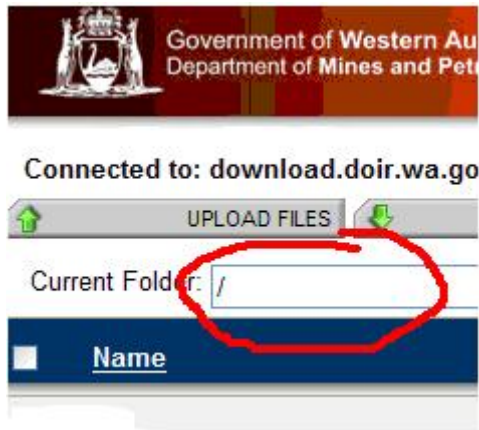 Government of Western Au
Department of Mines and Pet
Connected to: download.doir.wa.go
UPLOAD FILES
Current Folder: /
Name